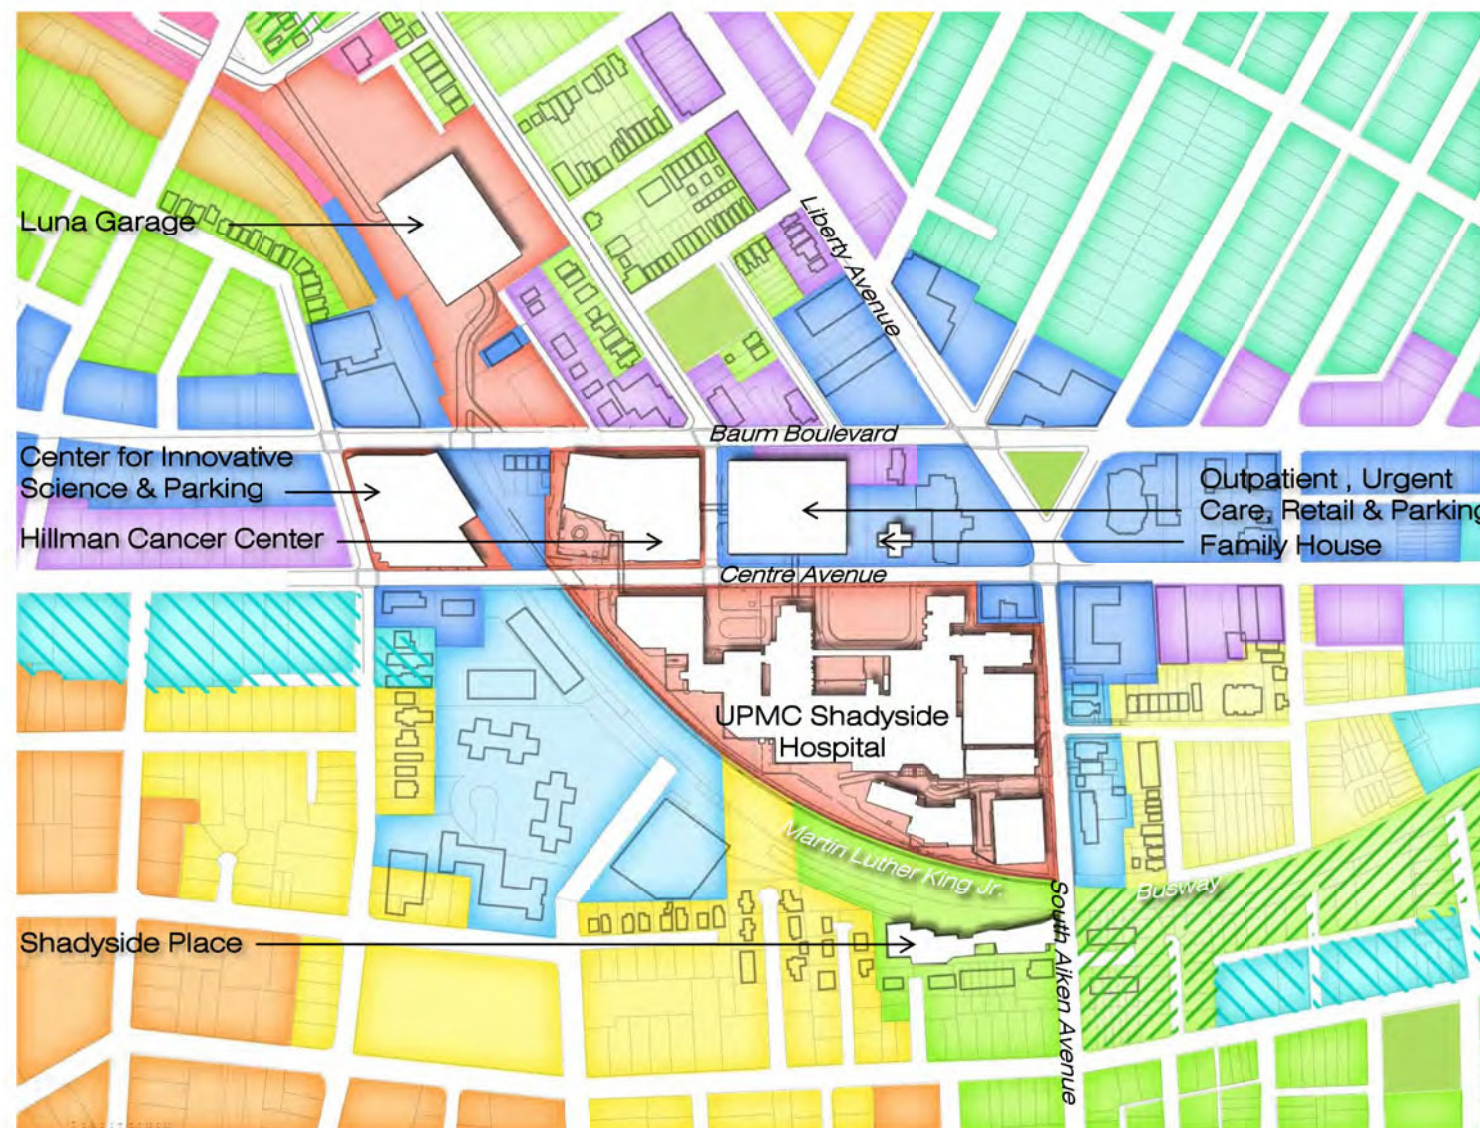 Luna Garage
Liberty Avenue
Baum Boulevard
Center for Innovative
Science & Parking
Hillman Cancer Center
Outpatient , Urgent
Care, Retail & Parking
Family House
Centre Avenue
UPMC Shadyside
Hospital
Martin Luther King Jr.
Busway
Shadyside Place
South Aiken Avenue